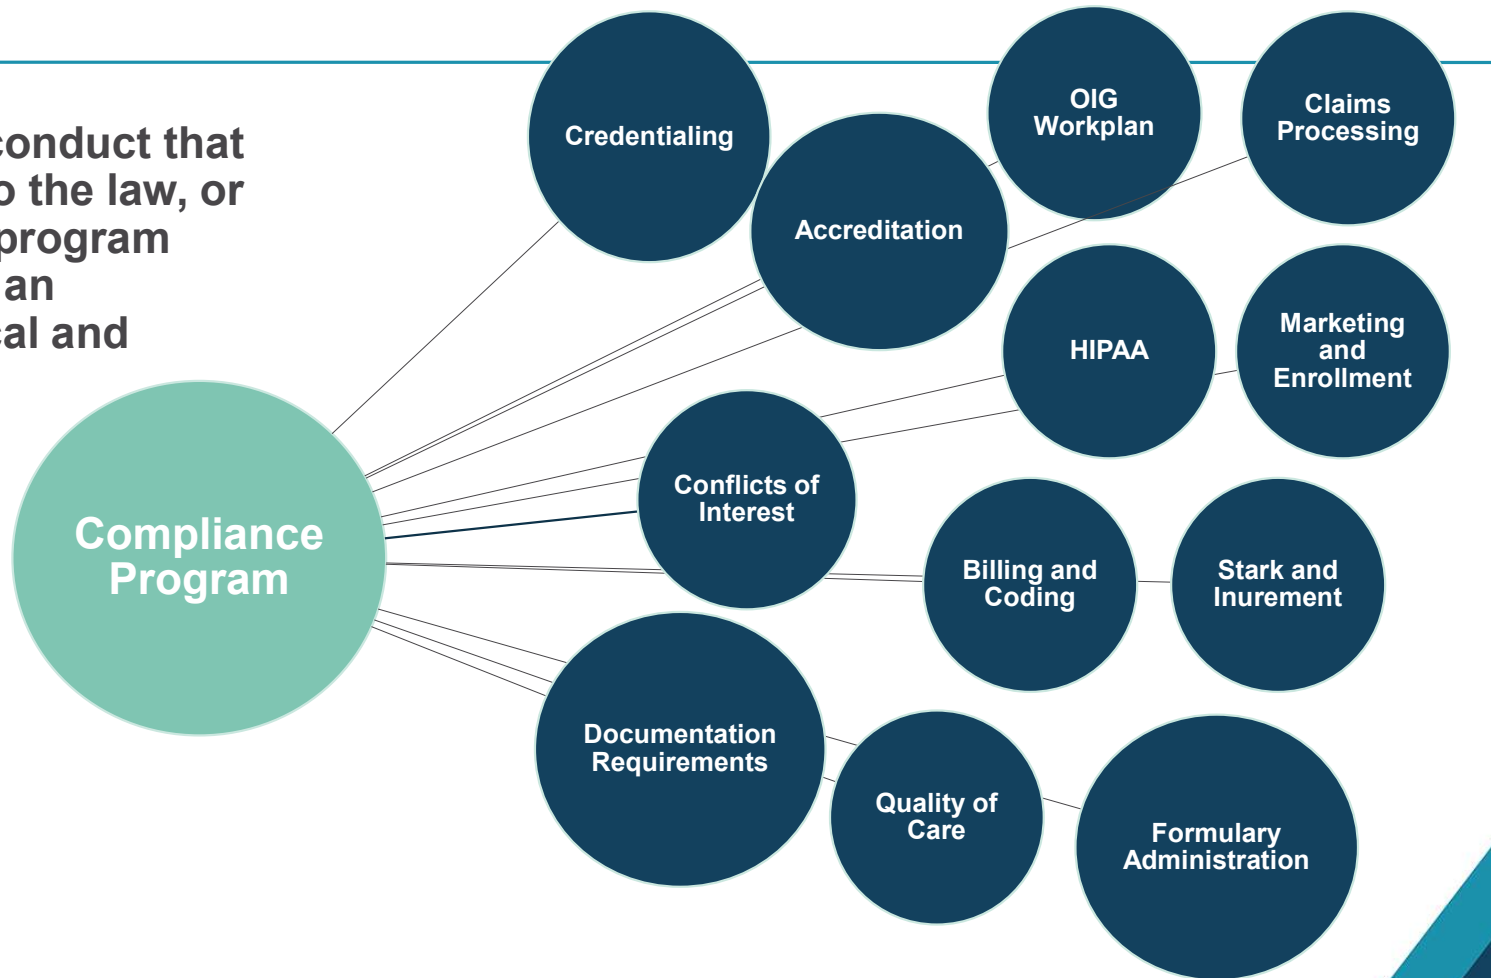 conduct that
o the law, or
program
an
cal and
Compliance
Program
Credentialing
Accreditation
OIG
Workplan
Claims
Processing
HIPAA
Marketing
and
Enrollment
Conflicts of
Interest
Billing and
Coding
Stark and
Inurement
Documentation
Requirements
Quality of
Care
Formulary
Administration